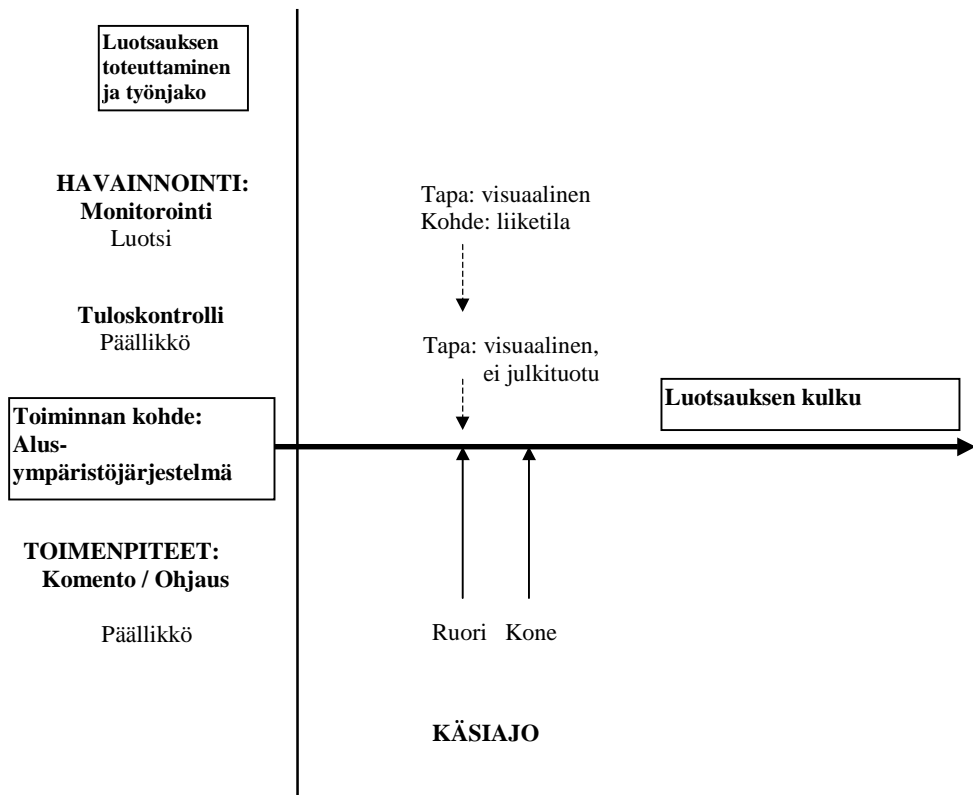 Luotsauksen
toteuttaminen
ja työnjako
HAVAINNOINTI:
Monitorointi
Luotsi
Tapa: visuaalinen
Kohde: liiketila
Tuloskontrolli
Päällikkö
Tapa: visuaalinen,
ei julkituotu
Luotsauksen kulku
Toiminnan kohde:
Alus-
ympäristöjärjestelmä
TOIMENPITEET:
Komento / Ohjaus
Päällikkö
Ruori Kone
KÄSIAJO